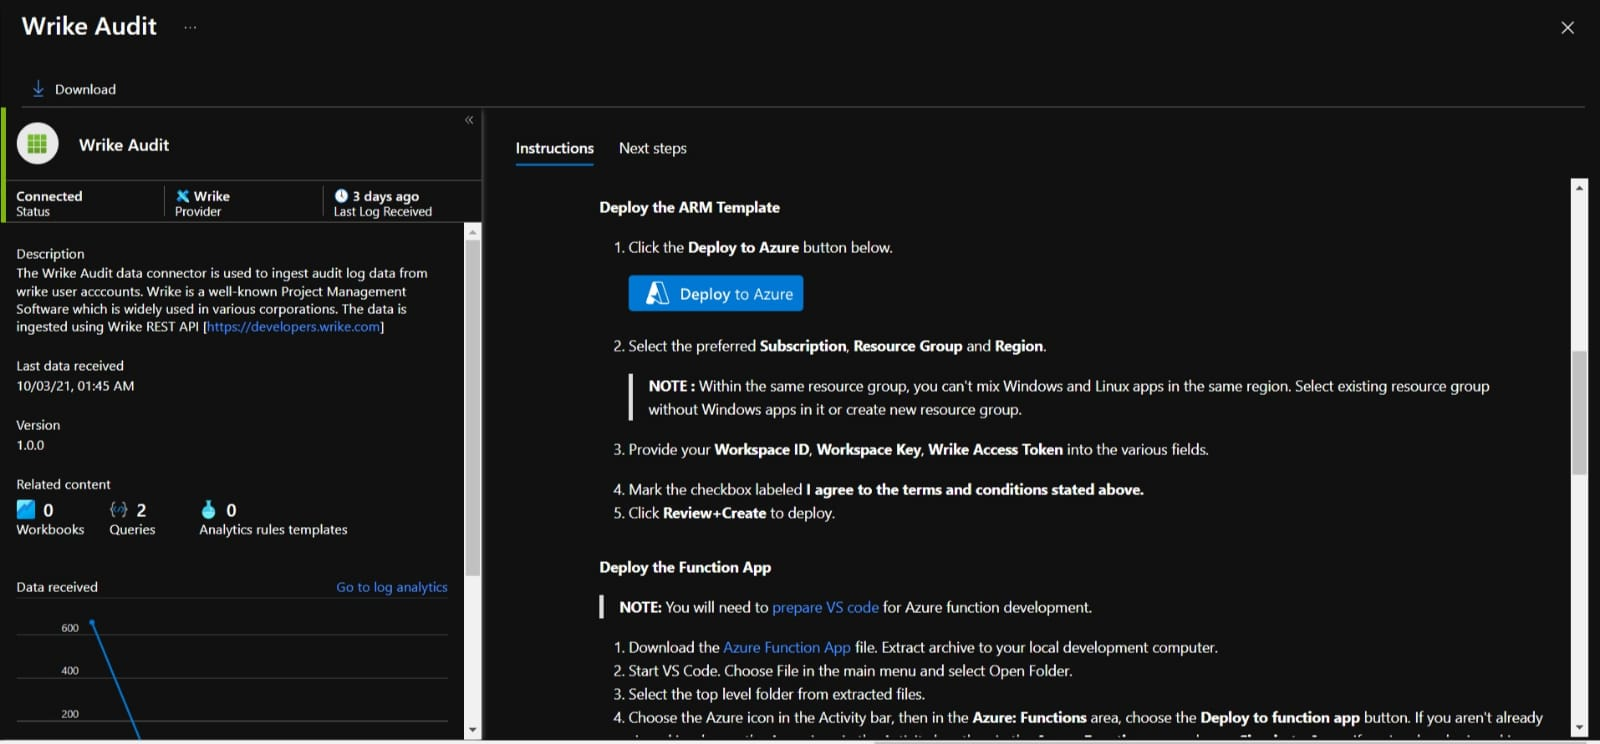 Wrike Audit ...
Download
«
Wrike Audit
Connected
Status
Wrike
Provider
3 days ago
Last Log Received
Description
The Wrike Audit data connector is used to ingest audit log data from
wrike user acccounts. Wrike is a well-known Project Management
Software which is widely used in various corporations. The data is
ingested using Wrike REST API [https://developers.wrike.com]
Last data received
10/03/21, 01:45 AM
Version
1.0.0
Related content
0
Workbooks
2
Queries
0
Analytics rules templates
Data received
Go to log analytics
600
400
200
Instructions
Next steps
Deploy the ARM Template
1. Click the Deploy to Azure button below.
Deploy to Azure
2. Select the preferred Subscription, Resource Group and Region.
NOTE : Within the same resource group, you can't mix Windows and Linux apps in the same region. Select existing resource group
without Windows apps in it or create new resource group.
3. Provide your Workspace ID, Workspace Key, Wrike Access Token into the various fields.
4. Mark the checkbox labeled I agree to the terms and conditions stated above.
5. Click Review+Create to deploy.
Deploy the Function App
NOTE: You will need to prepare VS code for Azure function development.
1. Download the Azure Function App file. Extract archive to your local development computer.
2. Start VS Code. Choose File in the main menu and select Open Folder.
3. Select the top level folder from extracted files.
4. Choose the Azure icon in the Activity bar, then in the Azure: Functions area, choose the Deploy to function app button. If you aren't already